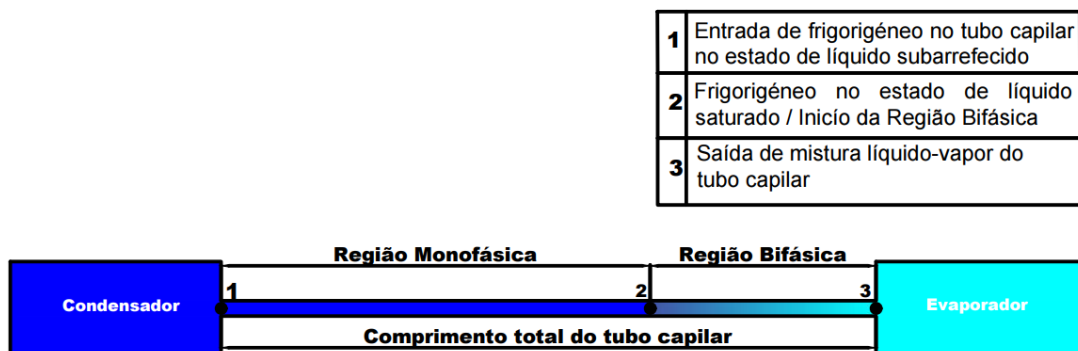 1 Entrada de frigorigéneo no tubo capilar
no estado de líquido subarrefecido
2 Frigorigéneo no estado de líquido
saturado / Inicío da Região Bifásica
3 Saída de mistura líquido-vapor do
tubo capilar
Região Monofásica
Região Bifásica
Condensador
1
2
3
Evaporador
Comprimento total do tubo capilar